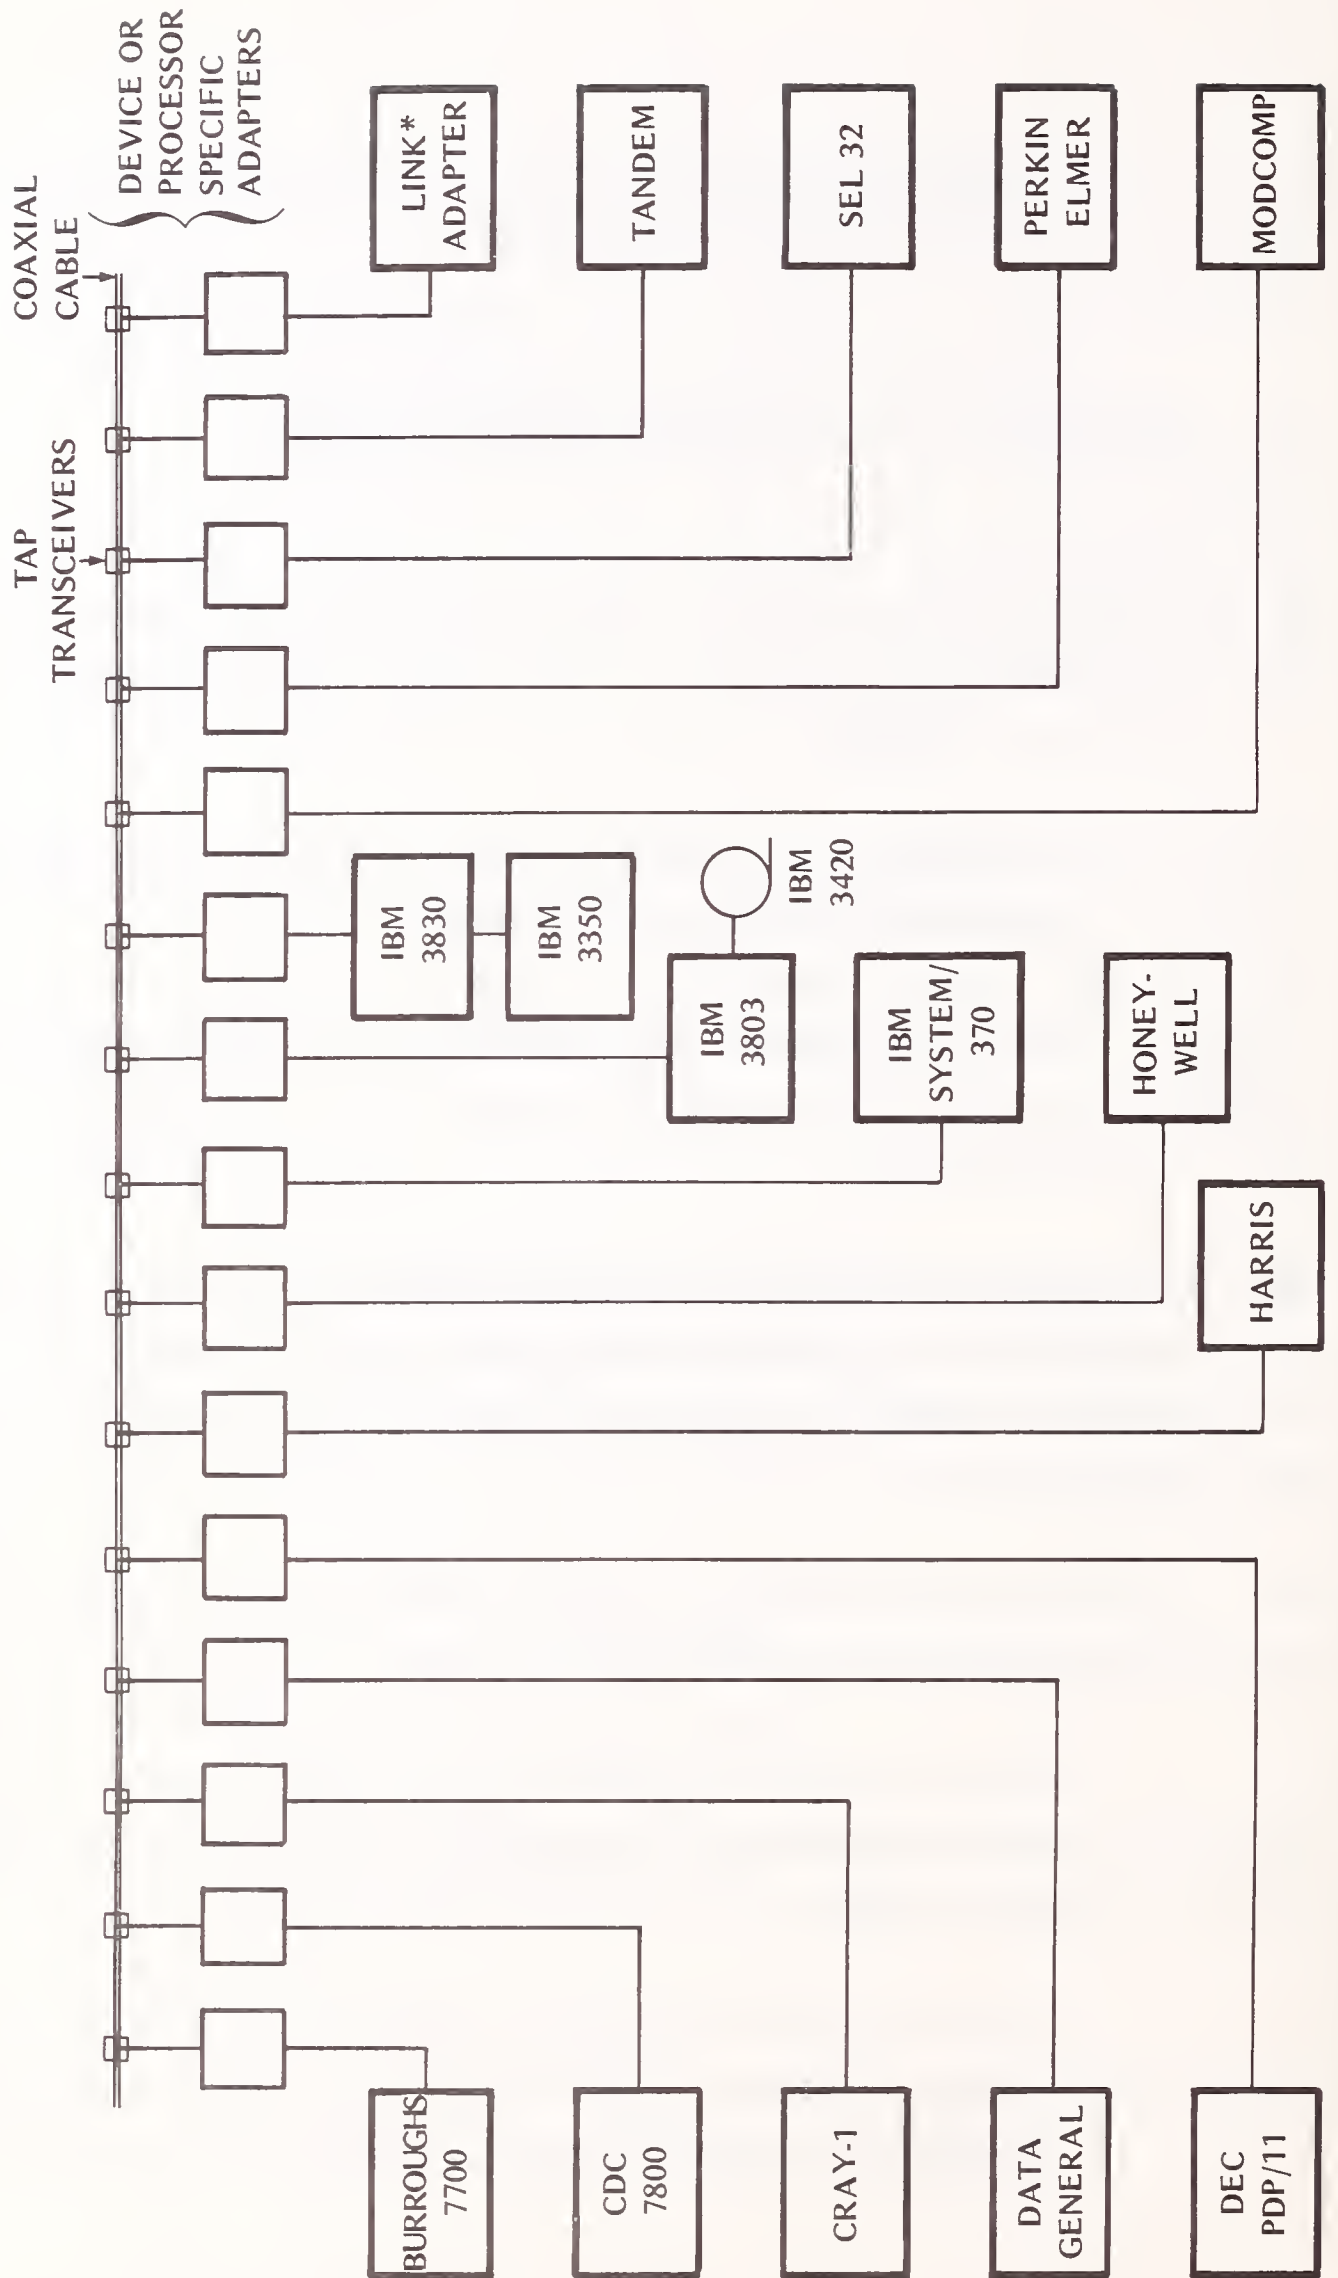 COAXIAL
CABLE
TAP
TRANSCEIVERS
DEVICE OR
PROCESSOR
SPECIFIC
ADAPTERS
BURROUGHS
7700
CDC
7800
CRAY-1
DATA
GENERAL
DEC
PDP/11
HARRIS
HONEY-
WELL
IBM
SYSTEM/
370
IBM
3803
IBM
3420
IBM
3830
IBM
3350
LINK*
ADAPTER
TANDEM
SEL 32
PERKIN
ELMER
MODCOMP